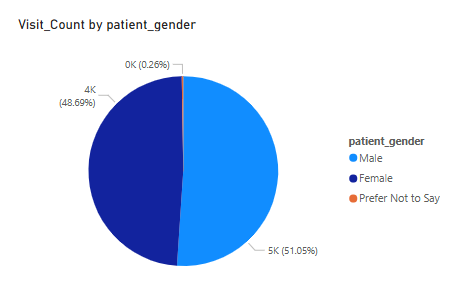 Visit_Count by patient_gender
0K (0.26%)
4K
(48.69%)
5K (51.05%)
patient_gender
Male
Female
Prefer Not to Say